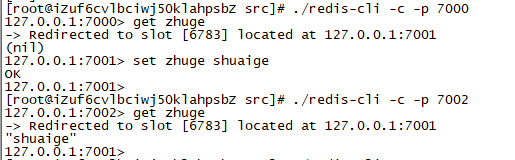 [root@izuf6cvlbciwj50klahpsbZ src]# ./redis-cli -c -p 7000
127.0.0.1:7000> get zhuge
-> Redirected to slot [6783] located at 127.0.0.1:7001
(nil)
127.0.0.1:7001> set zhuge shuaige
OK
127.0.0.1:7001>
[root@izuf6cvlbciwj50klahpsbZ src]# ./redis-cli -c -p 7002
127.0.0.1:7002> get zhuge
-> Redirected to slot [6783] located at 127.0.0.1:7001
"shuaige"
127.0.0.1:7001>